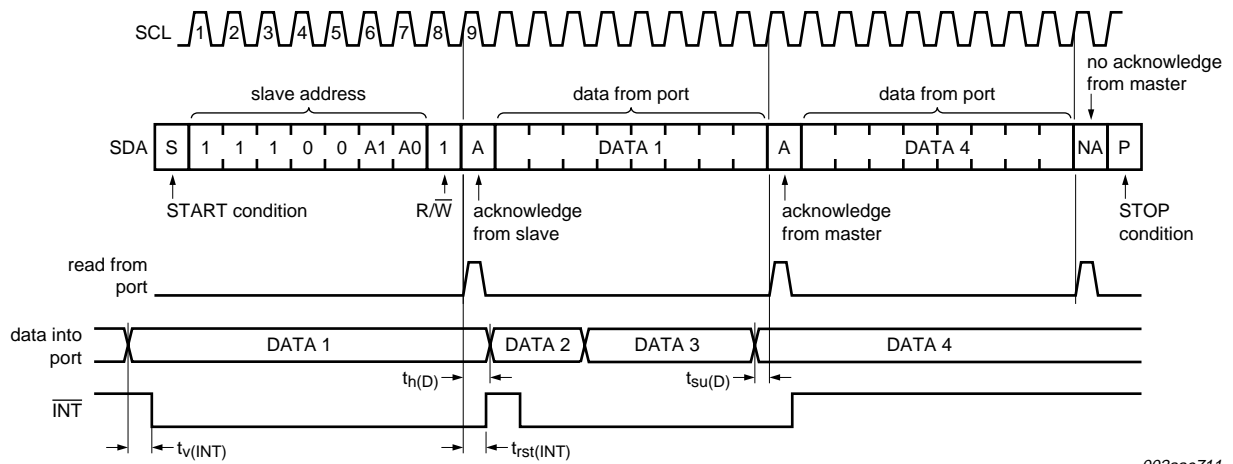 SCL 1 2 3 4 5 6 7 8 9
no acknowledge
from master
slave address data from port data from port
SDA S 1 1 1 0 0 A1 A0 1 A DATA 1 A DATA 4 NA P
START condition R/W acknowledge
from slave acknowledge
from master STOP
condition
read from
port
data into
port DATA 1 DATA 2 DATA 3 DATA 4
th(D) tsu(D)
INT
tv(INT) trst(INT)